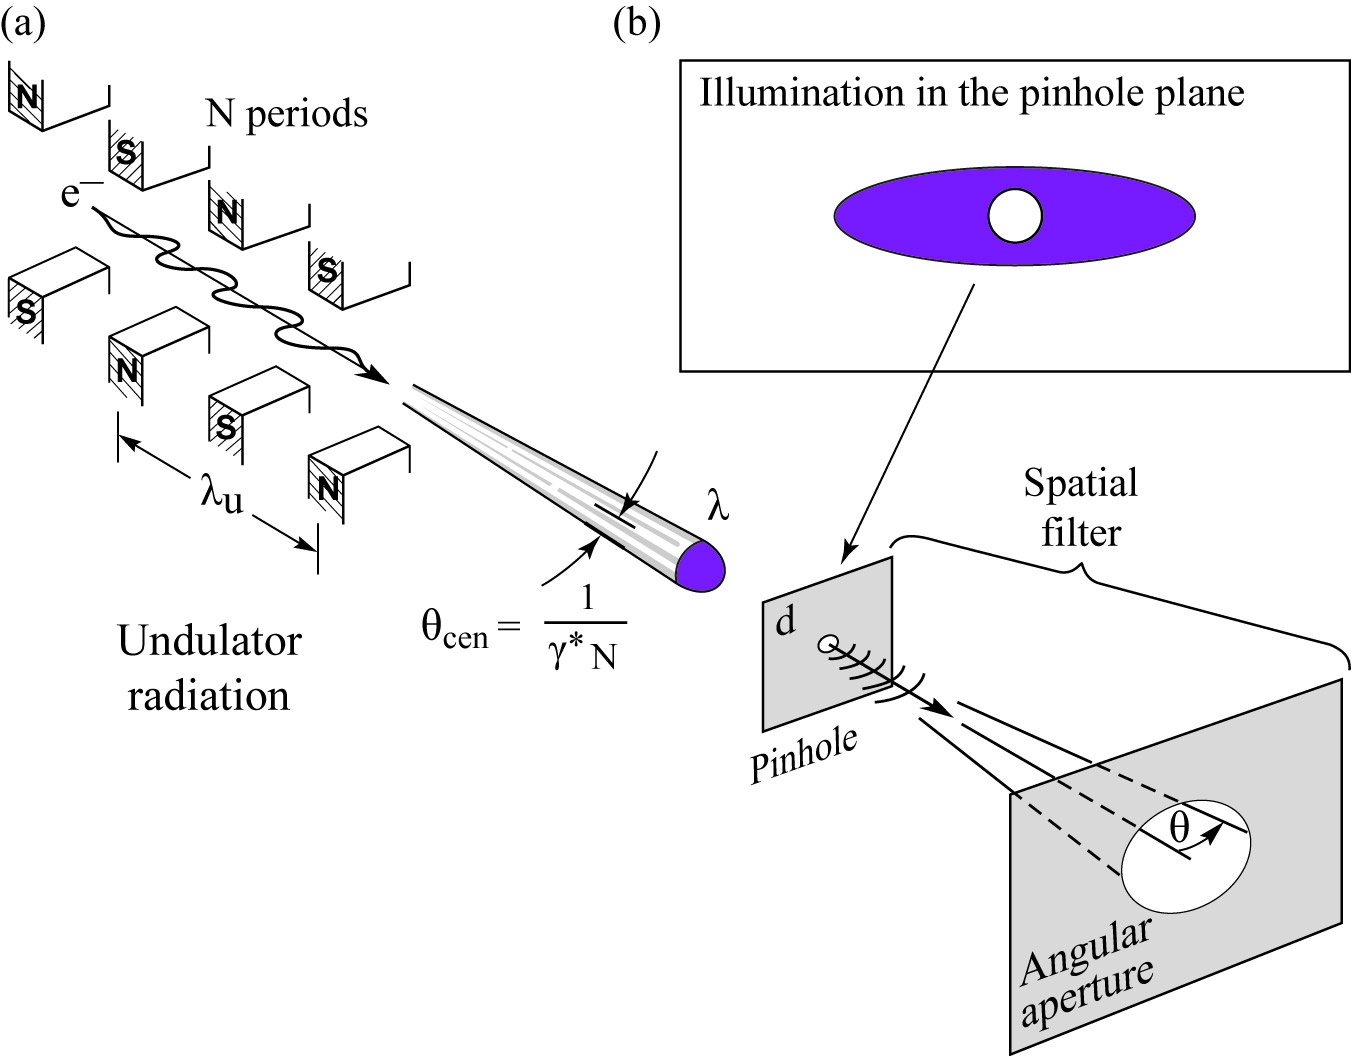 (a)
N periods
N
S
N
S
e–
S
N
S
N
λu
λ
θcen = 1/γ* N
Undulator
radiation
(b)
Illumination in the pinhole plane
Spatial
filter
d
Pinhole
θ
Angular
aperture